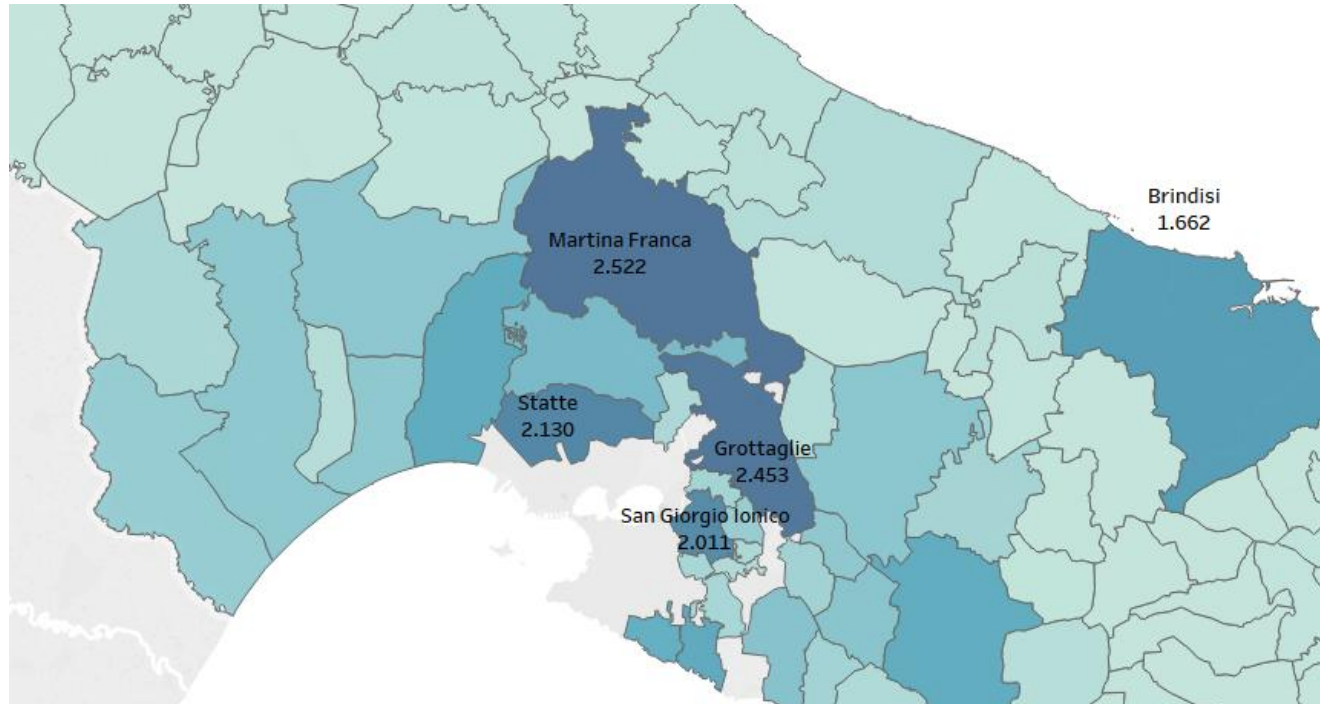 Brindisi
1.662
Martina Franca
2.522
Statte
2.130
Grottaglie
2.453
San Giorgio Ionico
2.011